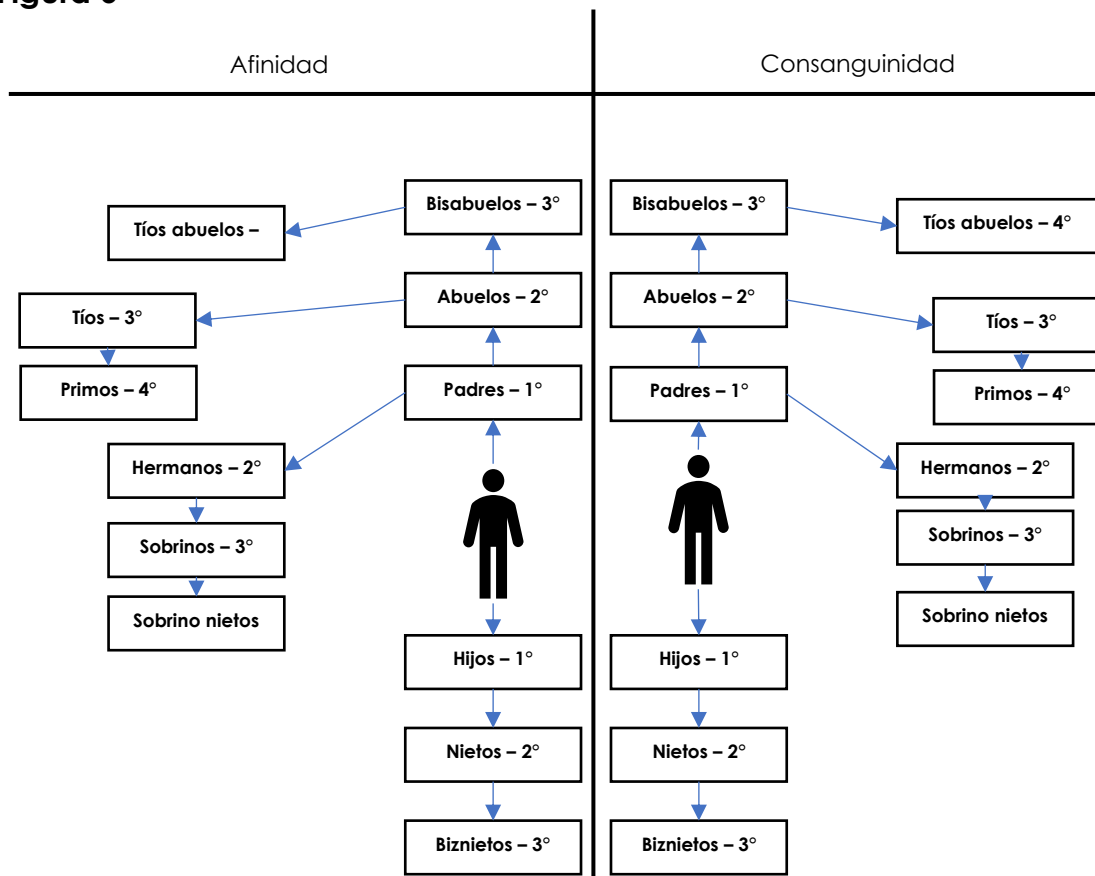 Afinidad
Consanguinidad
Bisabuelos – 3°
Tíos abuelos –
Abuelos – 2°
Tíos – 3°
Primos – 4°
Padres – 1°
Hermanos – 2°
Sobrinos – 3°
Sobrino nietos
Hijos – 1°
Nietos – 2°
Biznietos – 3°
Bisabuelos – 3°
Tíos abuelos – 4°
Abuelos – 2°
Tíos – 3°
Primos – 4°
Padres – 1°
Hermanos – 2°
Sobrinos – 3°
Sobrino nietos
Hijos – 1°
Nietos – 2°
Biznietos – 3°